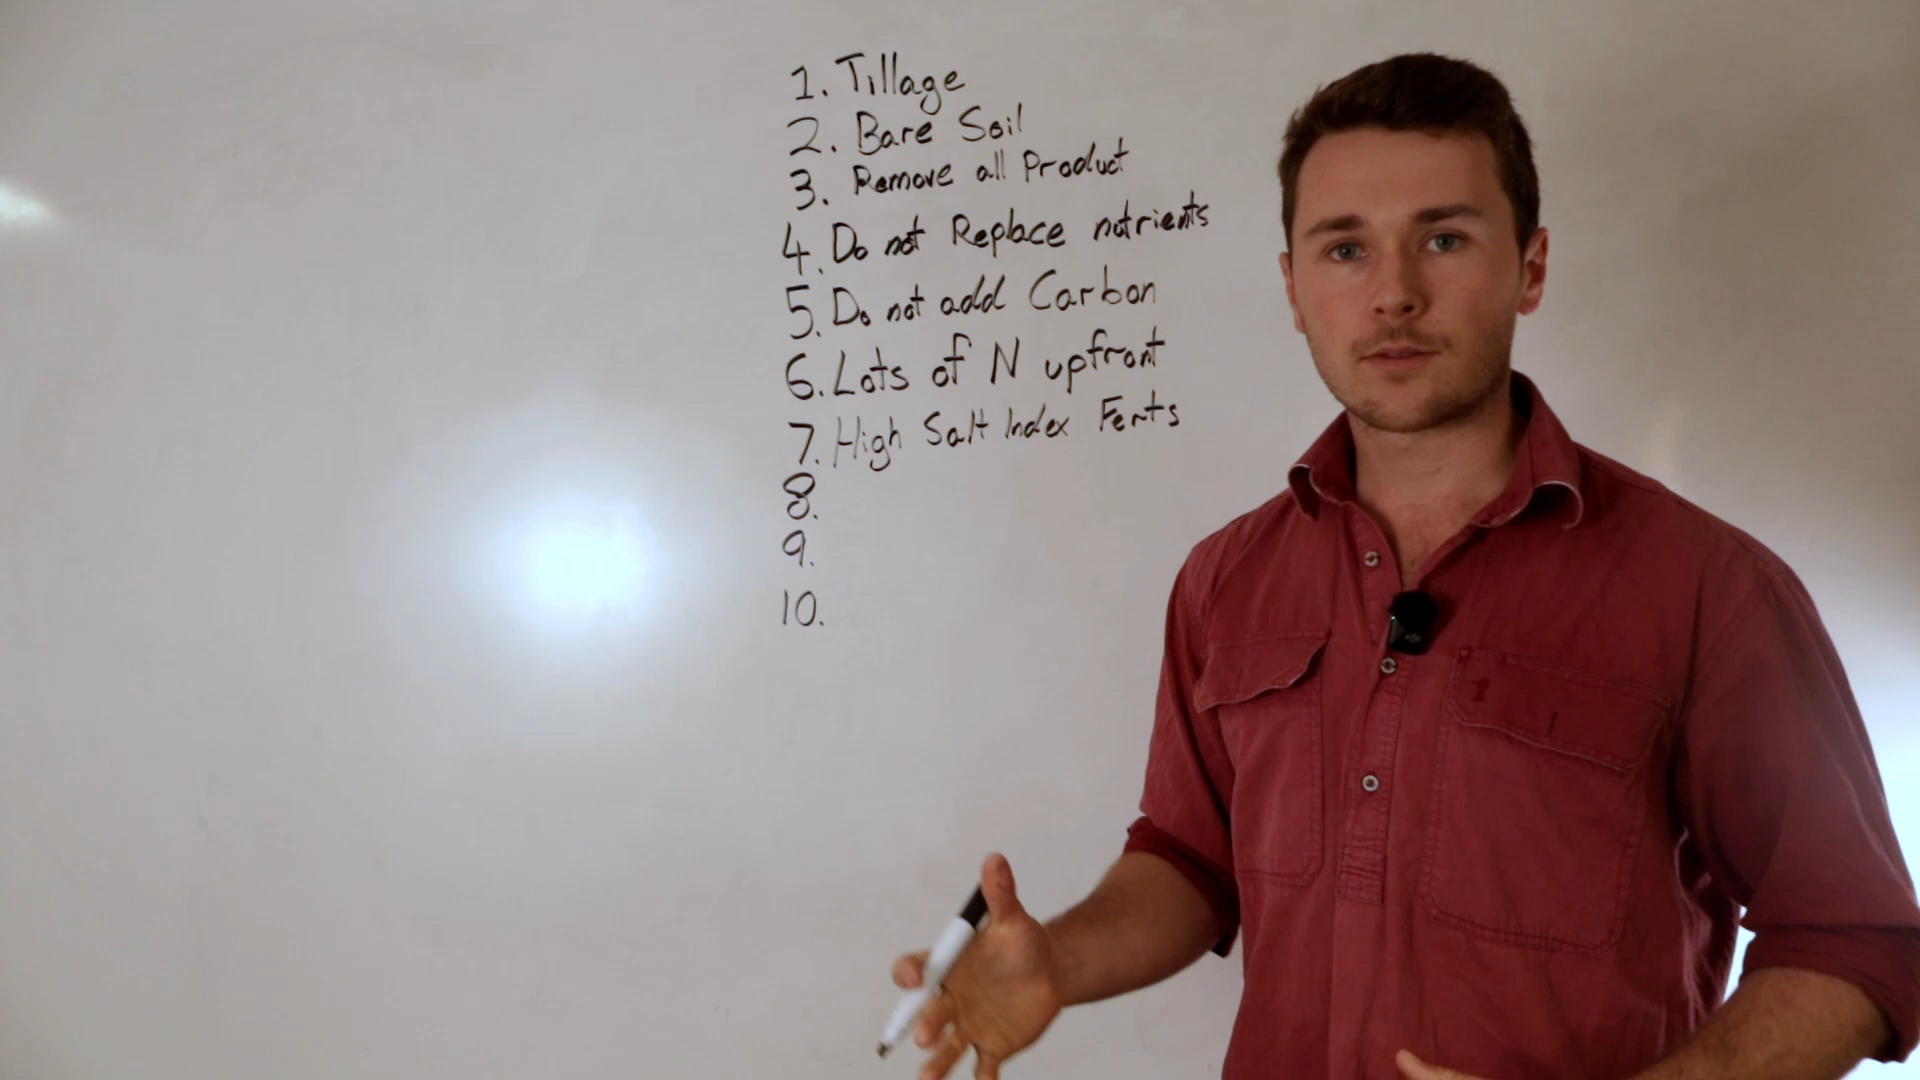 1. Tillage
2. Bare Soil
3. Remove all Product
4. Do not Replace nutrients
5. Do not add Carbon
6. Lots of N upfront
7. High Salt Index Ferts
8.
9.
10.